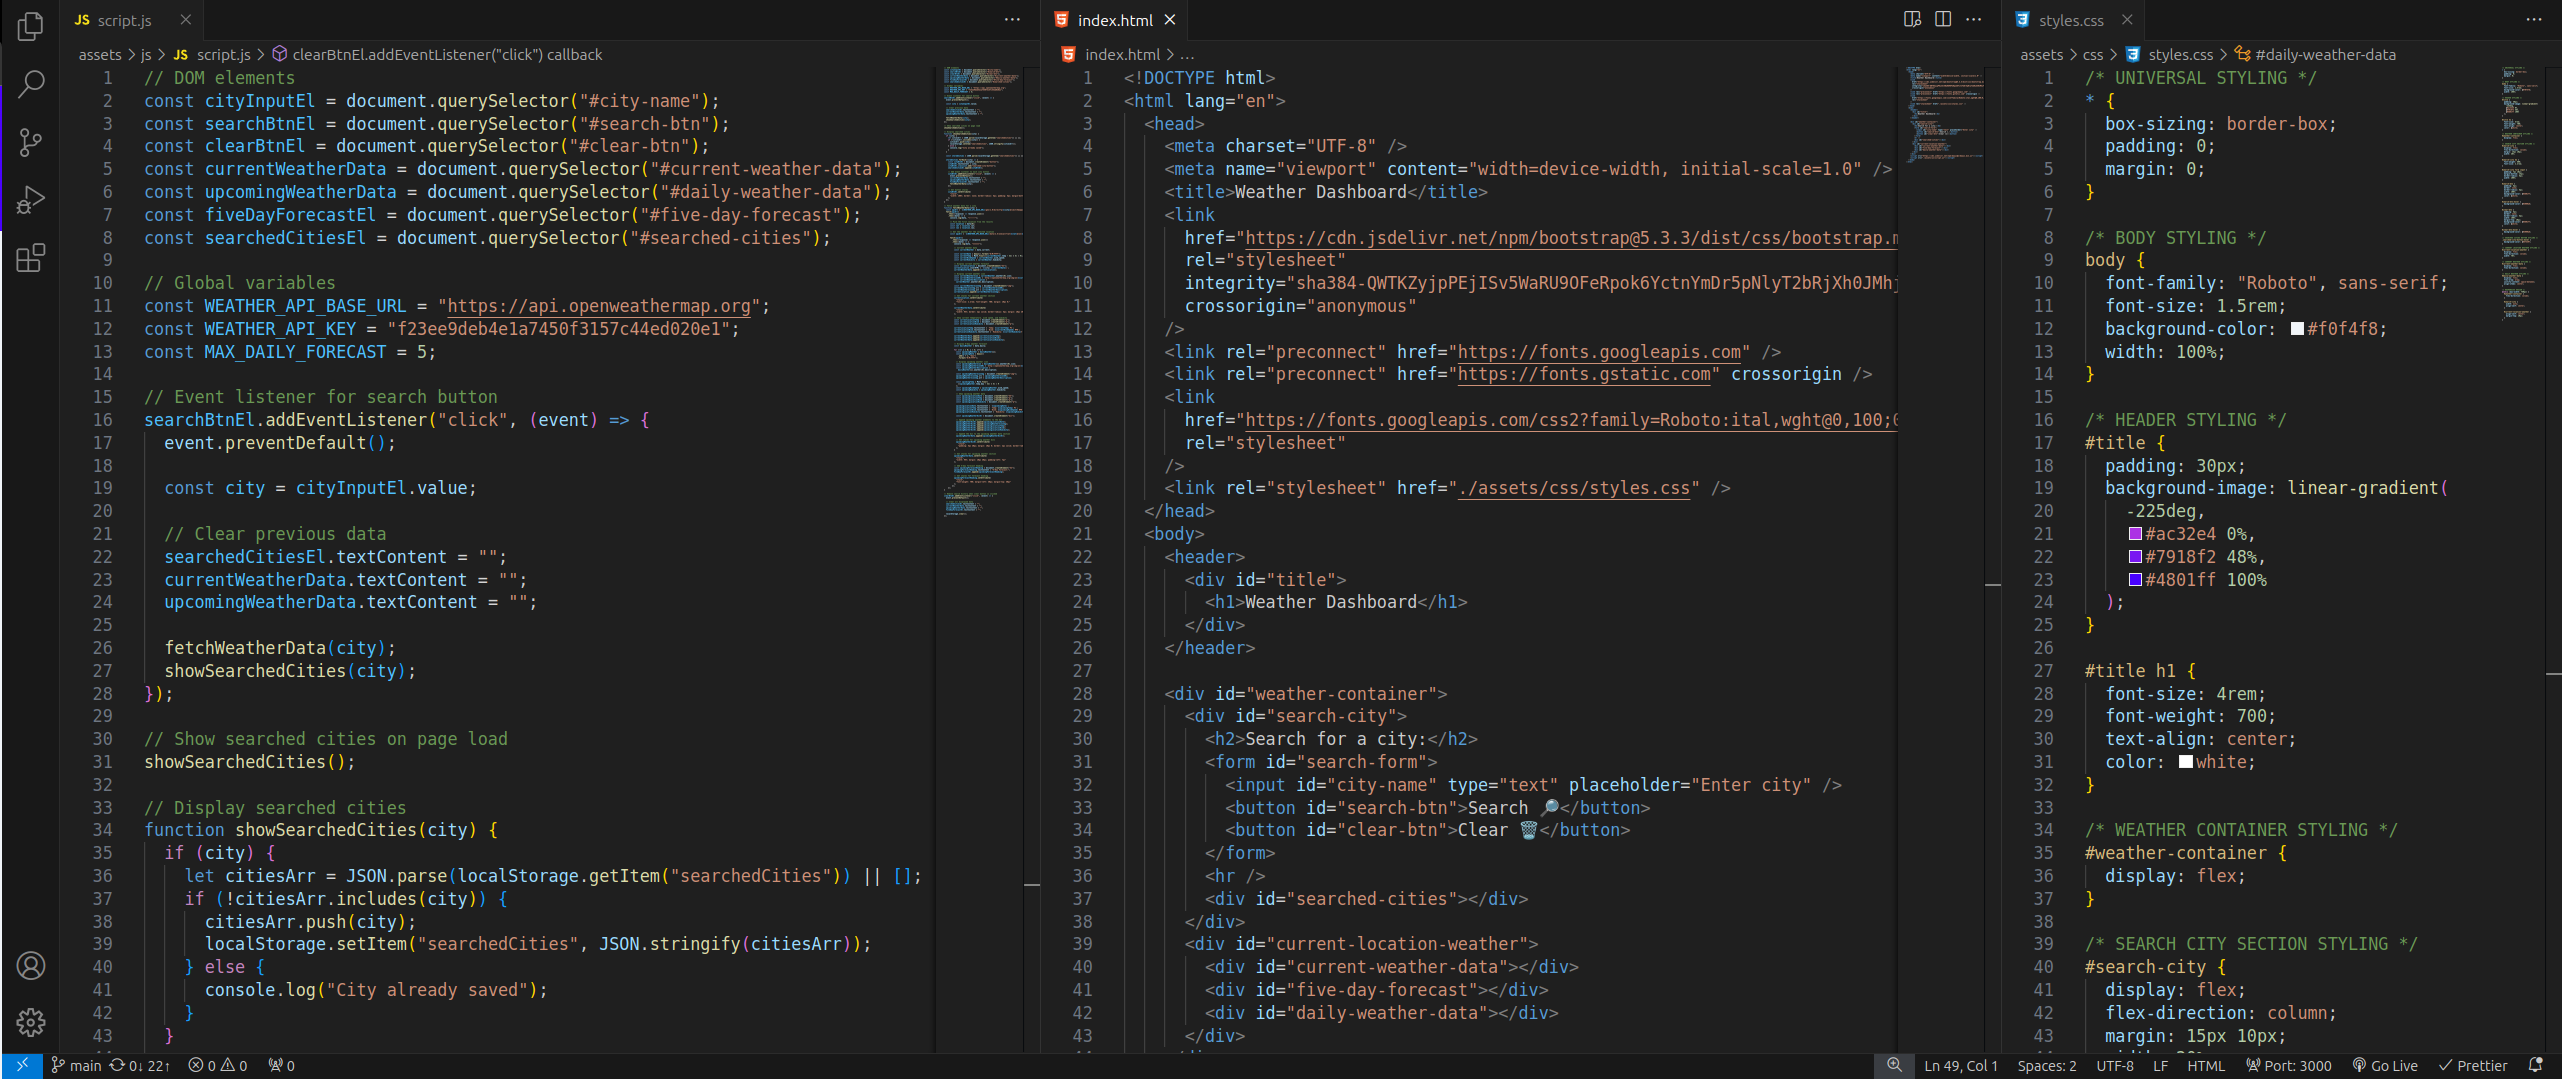 JS script.js
assets > js > JS script.js > clearBtnEl.addEventListener("click") callback
1 // DOM elements
2 const cityInputEl = document.querySelector("#city-name");
3 const searchBtnEl = document.querySelector("#search-btn");
4 const clearBtnEl = document.querySelector("#clear-btn");
5 const currentWeatherData = document.querySelector("#current-weather-data");
6 const upcomingWeatherData = document.querySelector("#daily-weather-data");
7 const fiveDayForecastEl = document.querySelector("#five-day-forecast");
8 const searchedCitiesEl = document.querySelector("#searched-cities");
9
10 // Global variables
11 const WEATHER_API_BASE_URL = "https://api.openweathermap.org";
12 const WEATHER_API_KEY = "f23ee9deb4e1a7450f3157c44ed020e1";
13 const MAX_DAILY_FORECAST = 5;
14
15 // Event listener for search button
16 searchBtnEl.addEventListener("click", (event) => {
17 event.preventDefault();
18
19 const city = cityInputEl.value;
20
21 // Clear previous data
22 searchedCitiesEl.textContent = "";
23 currentWeatherData.textContent = "";
24 upcomingWeatherData.textContent = "";
25
26 fetchWeatherData(city);
27 showSearchedCities(city);
28 });
29
30 // Show searched cities on page load
31 showSearchedCities();
32
33 // Display searched cities
34 function showSearchedCities(city) {
35 if (city) {
36 let citiesArr = JSON.parse(localStorage.getItem("searchedCities")) || [];
37 if (!citiesArr.includes(city)) {
38 citiesArr.push(city);
39 localStorage.setItem("searchedCities", JSON.stringify(citiesArr));
40 } else {
41 console.log("City already saved");
42 }
43 }
index.html
index.html > ...
1 <!DOCTYPE html>
2 <html lang="en">
3 <head>
4 <meta charset="UTF-8" />
5 <meta name="viewport" content="width=device-width, initial-scale=1.0" />
6 <title>Weather Dashboard</title>
7 <link
8 href="https://cdn.jsdelivr.net/npm/bootstrap@5.3.3/dist/css/bootstrap.m
9 rel="stylesheet"
10 integrity="sha384-QWTKZyjpPEjISv5WaRU9OFeRpok6YctnYmDr5pNlyT2bRjXh0JMhj
11 crossorigin="anonymous"
12 />
13 <link rel="preconnect" href="https://fonts.googleapis.com" />
14 <link rel="preconnect" href="https://fonts.gstatic.com" crossorigin />
15 <link
16 href="https://fonts.googleapis.com/css2?family=Roboto:ital,wght@0,100;0
17 rel="stylesheet"
18 />
19 <link rel="stylesheet" href="./assets/css/styles.css" />
20 </head>
21 <body>
22 <header>
23 <div id="title">
24 <h1>Weather Dashboard</h1>
25 </div>
26 </header>
27
28 <div id="weather-container">
29 <div id="search-city">
30 <h2>Search for a city:</h2>
31 <form id="search-form">
32 <input id="city-name" type="text" placeholder="Enter city" />
33 <button id="search-btn">Search 🔎</button>
34 <button id="clear-btn">Clear 🗑️</button>
35 </form>
36 <hr />
37 <div id="searched-cities"></div>
38 </div>
39 <div id="current-location-weather">
40 <div id="current-weather-data"></div>
41 <div id="five-day-forecast"></div>
42 <div id="daily-weather-data"></div>
43 </div>
styles.css
assets > css > styles.css > #daily-weather-data
1 /* UNIVERSAL STYLING */
2 * {
3 box-sizing: border-box;
4 padding: 0;
5 margin: 0;
6 }
7
8 /* BODY STYLING */
9 body {
10 font-family: "Roboto", sans-serif;
11 font-size: 1.5rem;
12 background-color: #f0f4f8;
13 width: 100%;
14 }
15
16 /* HEADER STYLING */
17 #title {
18 padding: 30px;
19 background-image: linear-gradient(
20 -225deg,
21 #ac32e4 0%,
22 #7918f2 48%,
23 #4801ff 100%
24 );
25 }
26
27 #title h1 {
28 font-size: 4rem;
29 font-weight: 700;
30 text-align: center;
31 color: white;
32 }
33
34 /* WEATHER CONTAINER STYLING */
35 #weather-container {
36 display: flex;
37 }
38
39 /* SEARCH CITY SECTION STYLING */
40 #search-city {
41 display: flex;
42 flex-direction: column;
43 margin: 15px 10px;
main 0↓ 22↑ 0 0 0 Ln 49, Col 1 Spaces: 2 UTF-8 LF HTML Port: 3000 Go Live Prettier